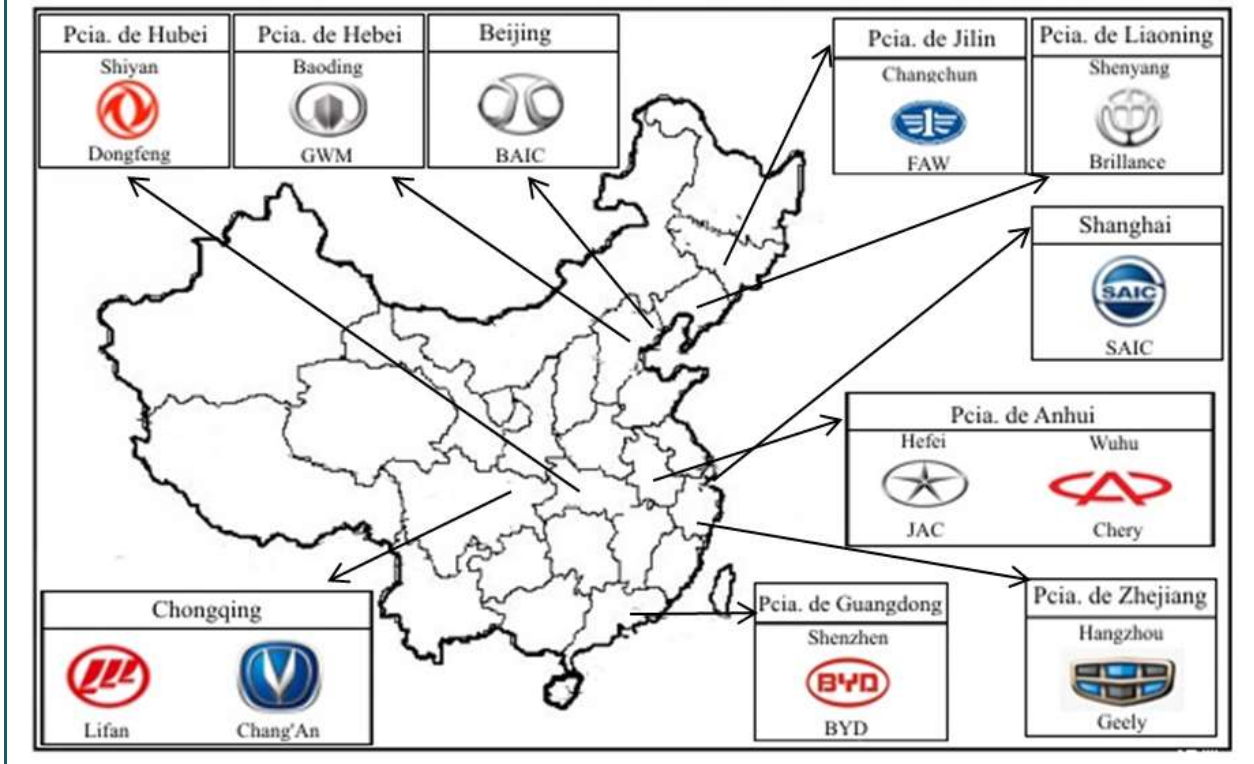 Pcia. de Hubei
Shiyan
Dongfeng
Pcia. de Hebei
Baoding
GWM
Beijing
BAIC
Pcia. de Jilin
Changchun
1
FAW
Pcia. de Liaoning
Shenyang
Brillance
Shanghai
SAIC
SAIC
Pcia. de Anhui
Hefei
JAC
Wuhu
Chery
Chongqing
Lifan
Chang'An
Pcia. de Guangdong
Shenzhen
BYD
BYD
Pcia. de Zhejiang
Hangzhou
Geely